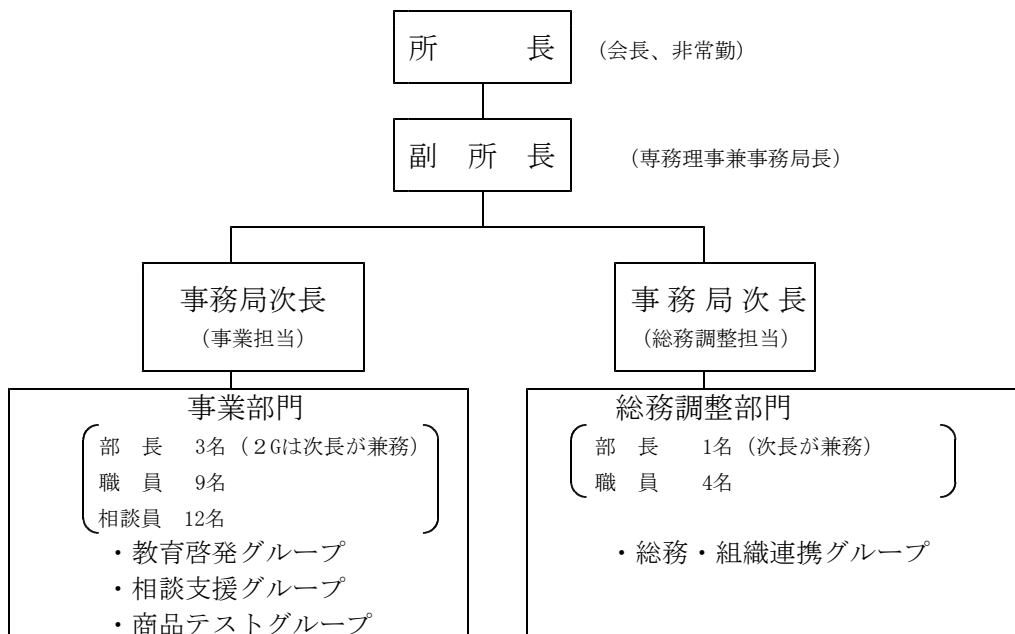 所　　　長　（会長、非常勤）
副　所　長　（専務理事兼事務局長）
事務局次長
（事業担当）
事務局次長
（総務調整担当）
事業部門
部　長　3名（２Gは次長が兼務）
職　員　9名
相談員　12名
・教育啓発グループ
・相談支援グループ
・商品テストグループ
総務調整部門
部　長　1名（次長が兼務）
職　員　4名
・総務・組織連携グループ